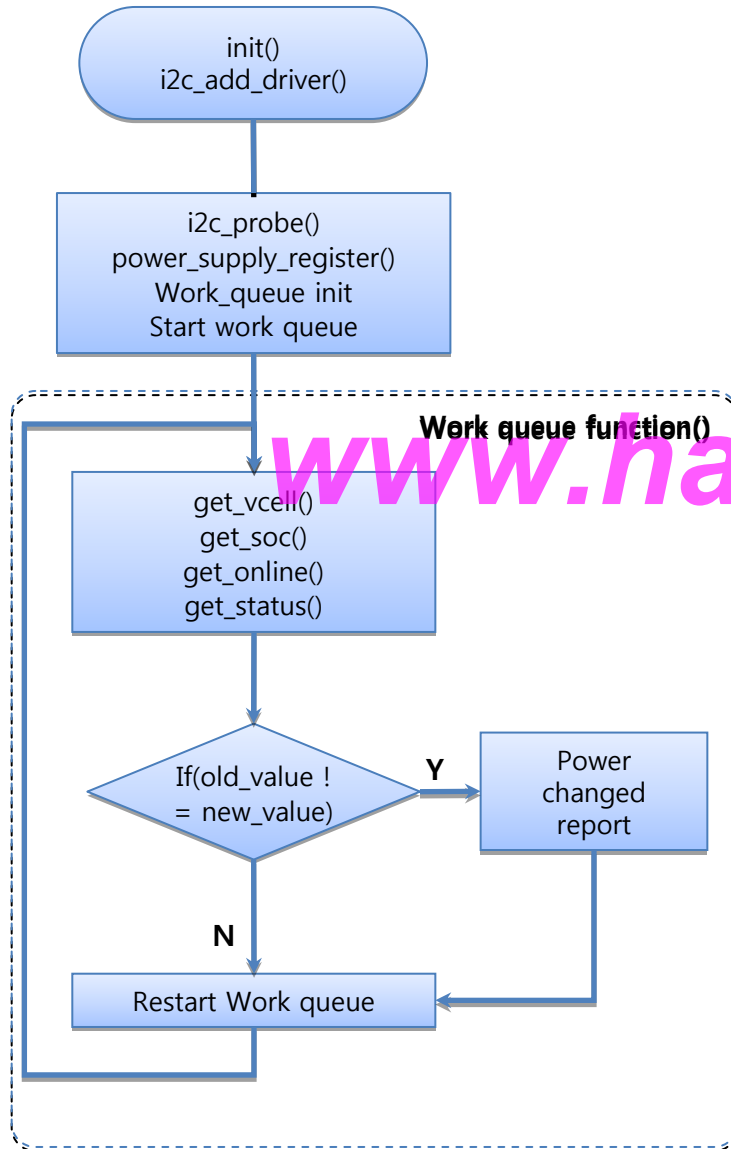 init()
i2c_add_driver()
i2c_probe()
power_supply_register()
Work_queue init
Start work queue
Work queue function()
www.ha
get_vcell()
get_soc()
get_online()
get_status()
If(old_value !
= new_value)
Y
Power
changed
report
N
Restart Work queue